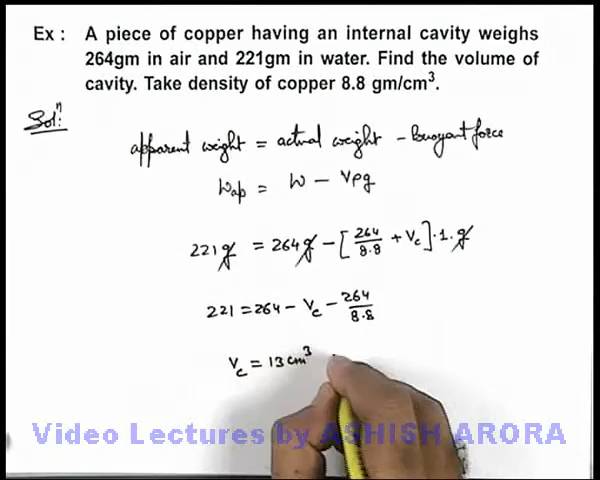 Ex : A piece of copper having an internal cavity weighs
264gm in air and 221gm in water. Find the volume of
cavity. Take density of copper 8.8 gm/cm³.
Solⁿ:
apparent weight = actual weight - buoyant force
Wap = W - Vρg
221g = 264g - [264/8.8 + Vc]·1·g
221 = 264 - Vc - 264/8.8
Vc = 13 cm³
Video Lectures by ASHISH ARORA